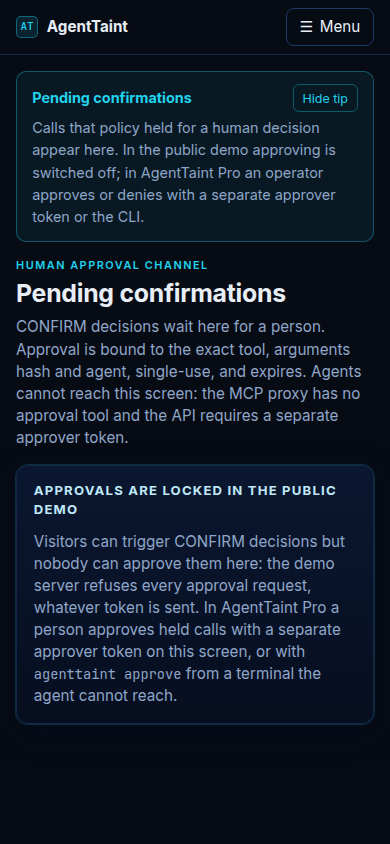 AT AgentTaint
☰ Menu
Pending confirmations
Hide tip
Calls that policy held for a human decision
appear here. In the public demo approving is
switched off; in AgentTaint Pro an operator
approves or denies with a separate approver
token or the CLI.
HUMAN APPROVAL CHANNEL
Pending confirmations
CONFIRM decisions wait here for a person.
Approval is bound to the exact tool, arguments
hash and agent, single-use, and expires. Agents
cannot reach this screen: the MCP proxy has no
approval tool and the API requires a separate
approver token.
APPROVALS ARE LOCKED IN THE PUBLIC
DEMO
Visitors can trigger CONFIRM decisions but
nobody can approve them here: the demo
server refuses every approval request,
whatever token is sent. In AgentTaint Pro a
person approves held calls with a separate
approver token on this screen, or with
agenttaint approve from a terminal the
agent cannot reach.